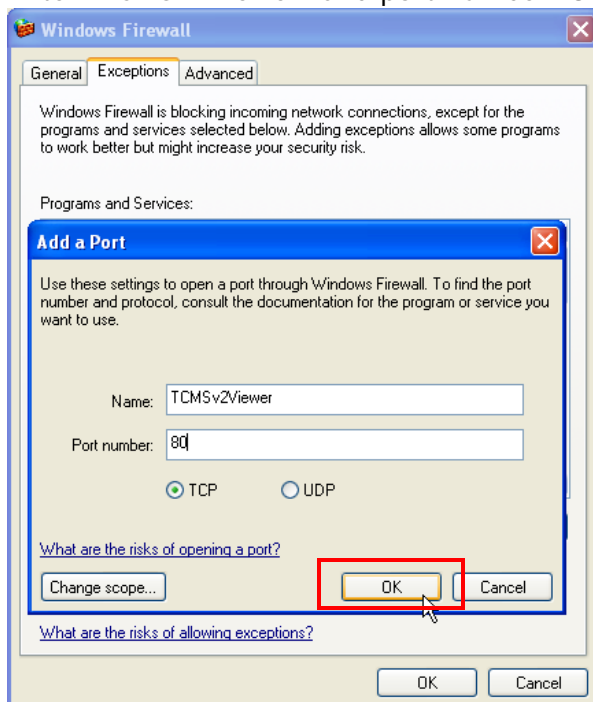 Windows Firewall
General Exceptions Advanced
Windows Firewall is blocking incoming network connections, except for the
programs and services selected below. Adding exceptions allows some programs
to work better but might increase your security risk.
Programs and Services:
Add a Port
Use these settings to open a port through Windows Firewall. To find the port
number and protocol, consult the documentation for the program or service you
want to use.
Name: TCMSv2Viewer
Port number: 80
TCP UDP
What are the risks of opening a port?
Change scope... OK Cancel
What are the risks of allowing exceptions?
OK Cancel